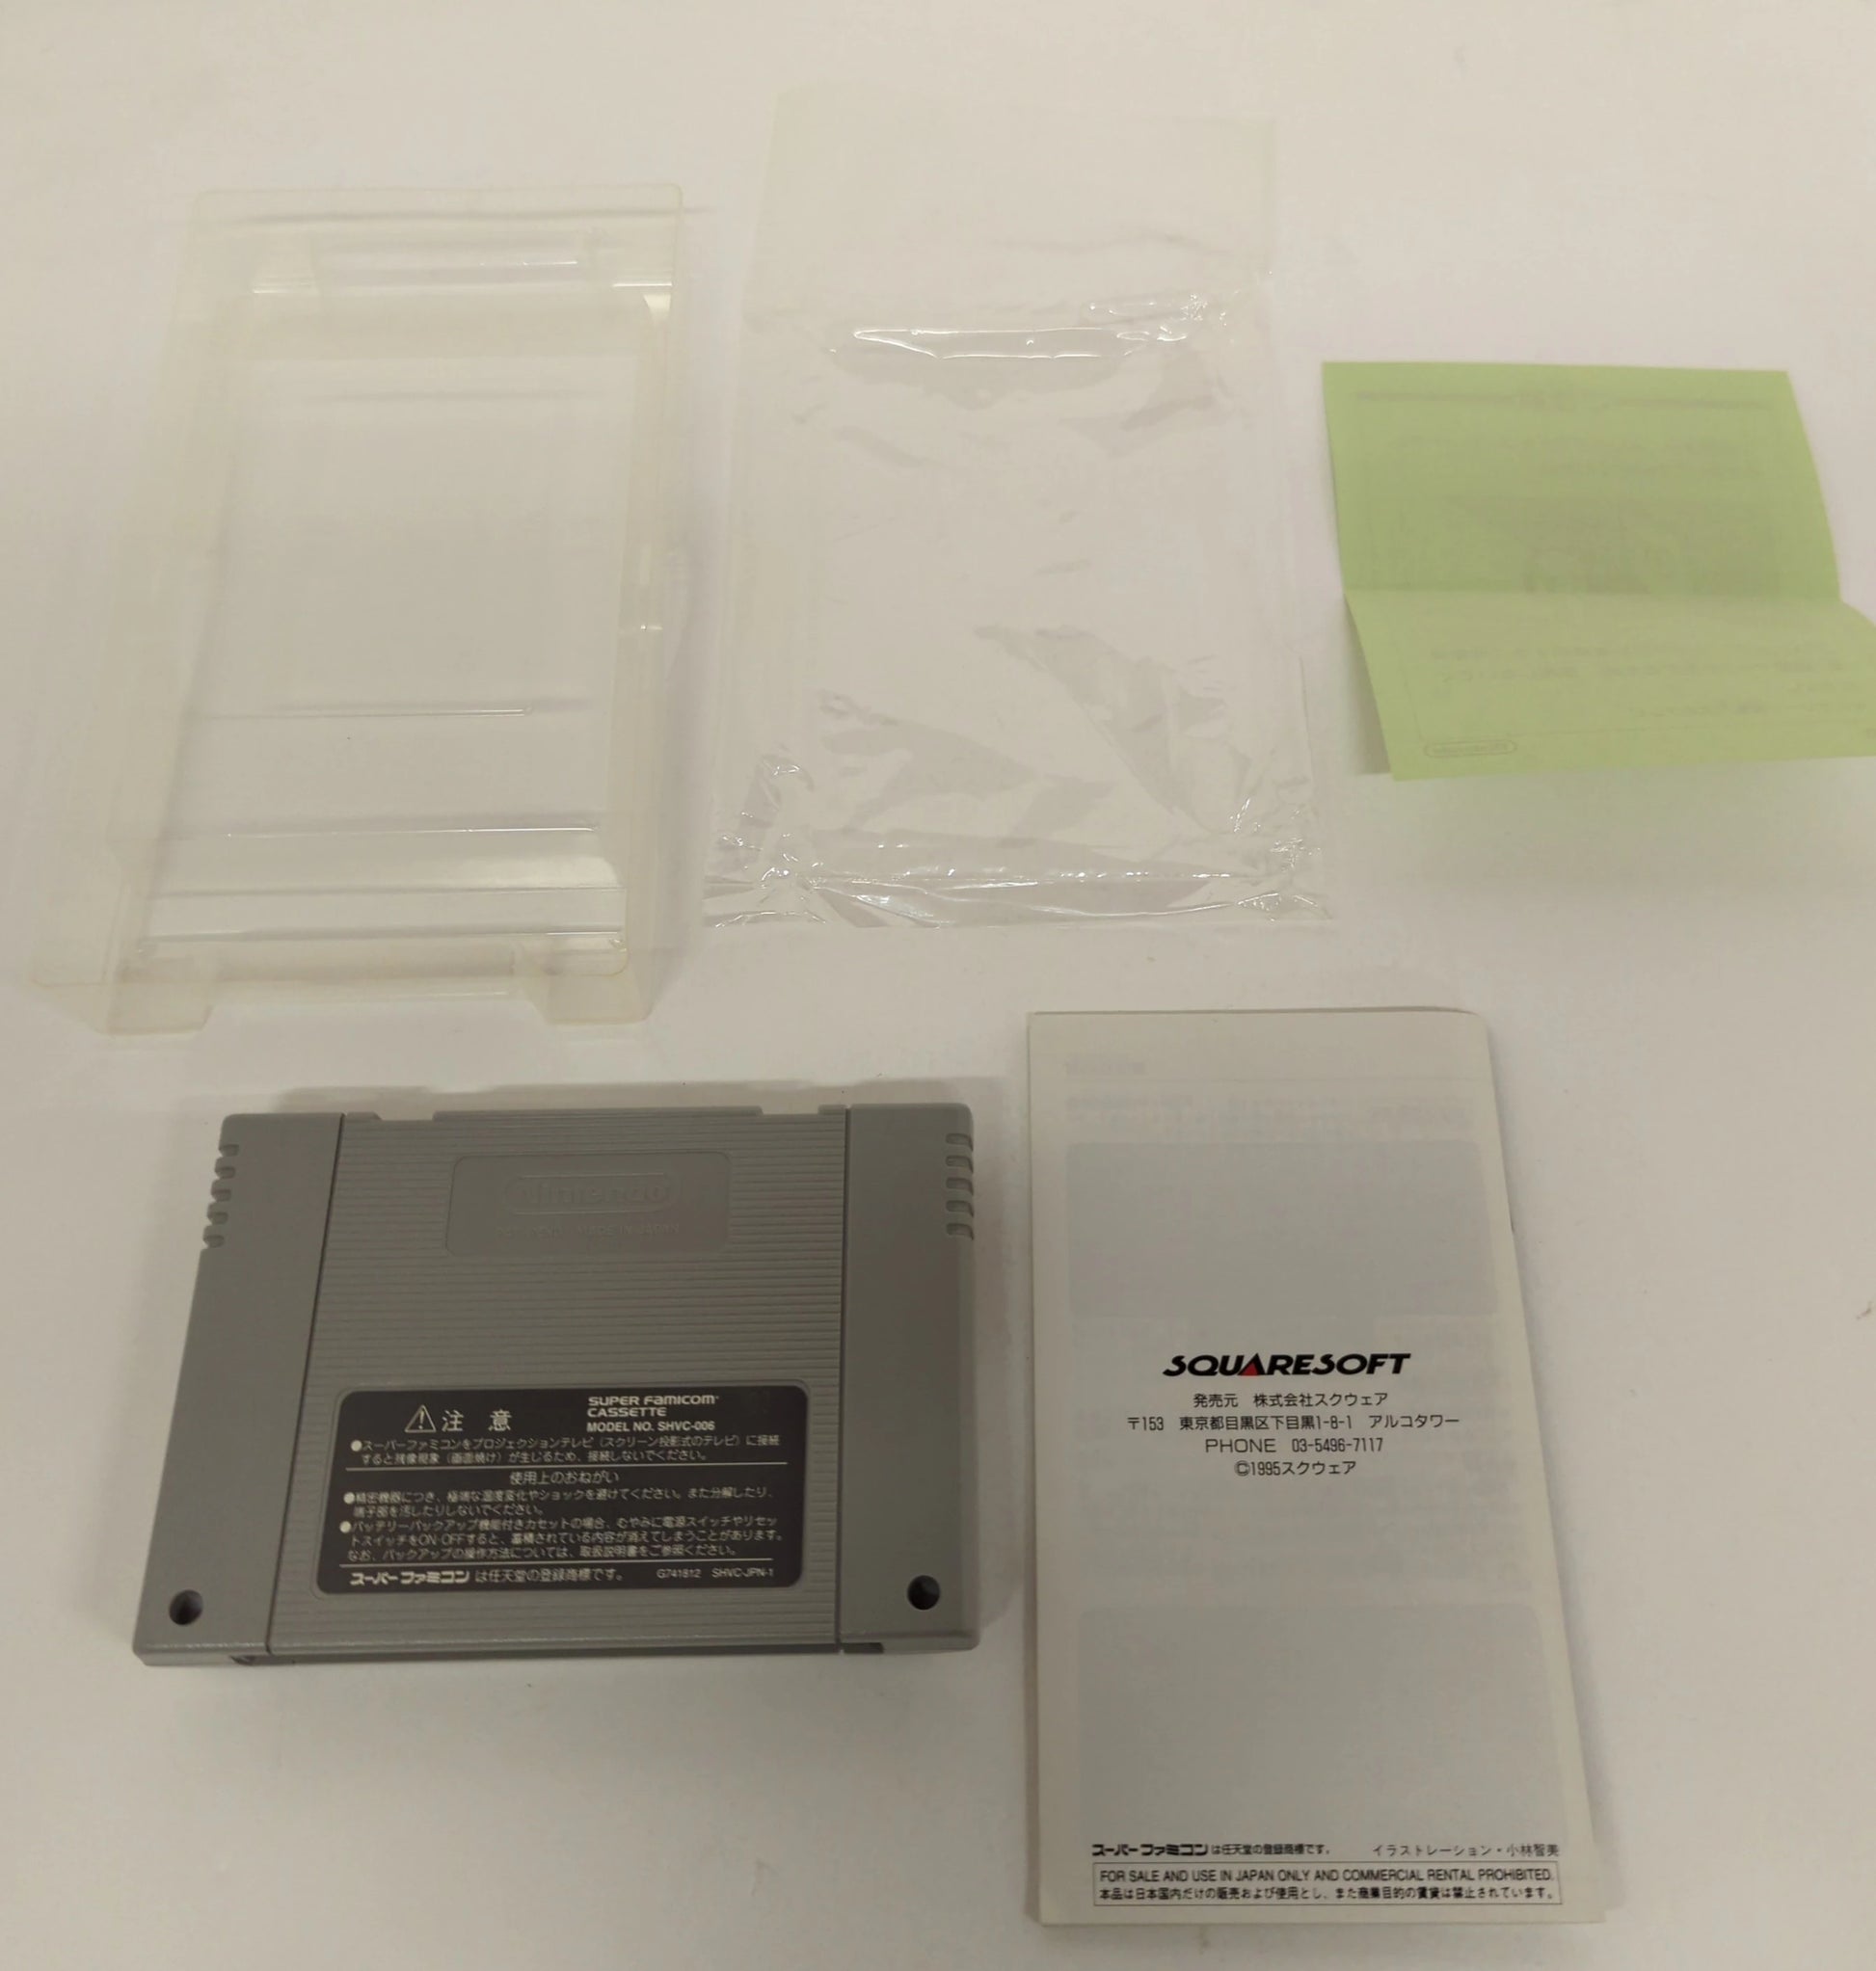 Nintendo
注意
SUPER FAMICOM
CASSETTE
MODEL NO. SHVC-006
●スーパーファミコンをプロジェクションテレビ（スクリーン投影式のテレビ）に接続
すると残像現象（画面焼け）が生じるため、接続しないでください。
使用上のおねがい
●精密機器につき、極端な温度変化やショックを避けてください。また分解したり、
端子部を汚したりしないでください。
●バッテリーバックアップ機能付きカセットの場合、むやみに電源スイッチやリセッ
トスイッチをON-OFFすると、蓄積されている内容が消えてしまうことがあります。
なお、バックアップの操作方法については、取扱説明書をご参照ください。
スーパーファミコンは任天堂の登録商標です。 G741812 SHVC-JPN-1
SQUARESOFT
発売元 株式会社スクウェア
〒153 東京都目黒区下目黒1-8-1 アルコタワー
PHONE 03-5496-7117
©1995スクウェア
スーパーファミコンは任天堂の登録商標です。 イラストレーション・小林智美
FOR SALE AND USE IN JAPAN ONLY AND COMMERCIAL RENTAL PROHIBITED.
本品は日本国内だけの販売および使用とし、また商業目的の賃貸は禁止されています。